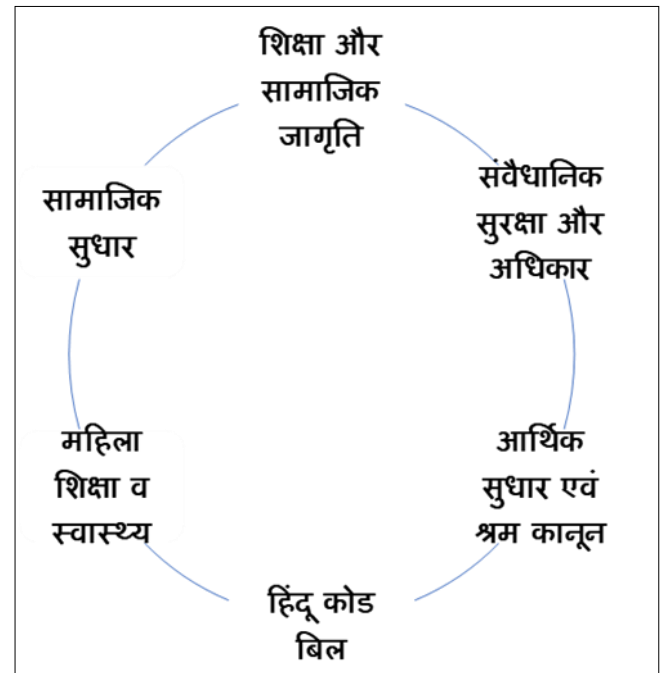 शिक्षा और
सामाजिक
जागृति
संवैधानिक
सुरक्षा और
अधिकार
आर्थिक
सुधार एवं
श्रम कानून
हिंदू कोड
बिल
महिला
शिक्षा व
स्वास्थ्य
सामाजिक
सुधार